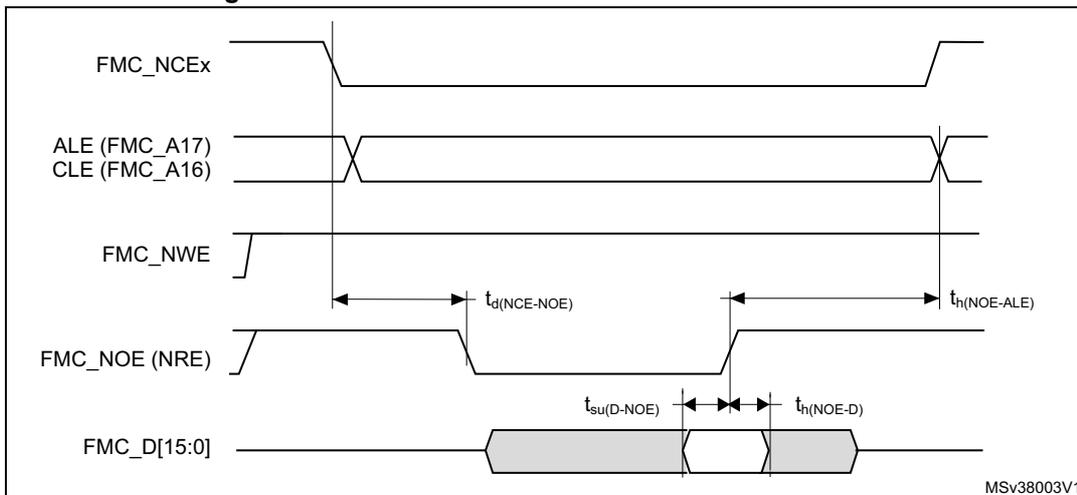 FMC_NCEx
ALE (FMC_A17)
CLE (FMC_A16)
FMC_NWE
td(NCE-NOE)
th(NOE-ALE)
FMC_NOE (NRE)
tsu(D-NOE)
th(NOE-D)
FMC_D[15:0]
MSv38003V1